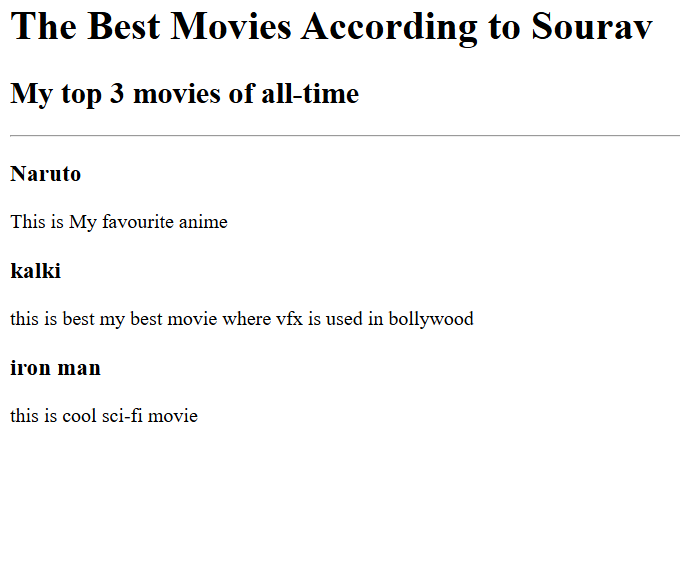 The Best Movies According to Sourav
My top 3 movies of all-time
Naruto
This is My favourite anime
kalki
this is best my best movie where vfx is used in bollywood
iron man
this is cool sci-fi movie